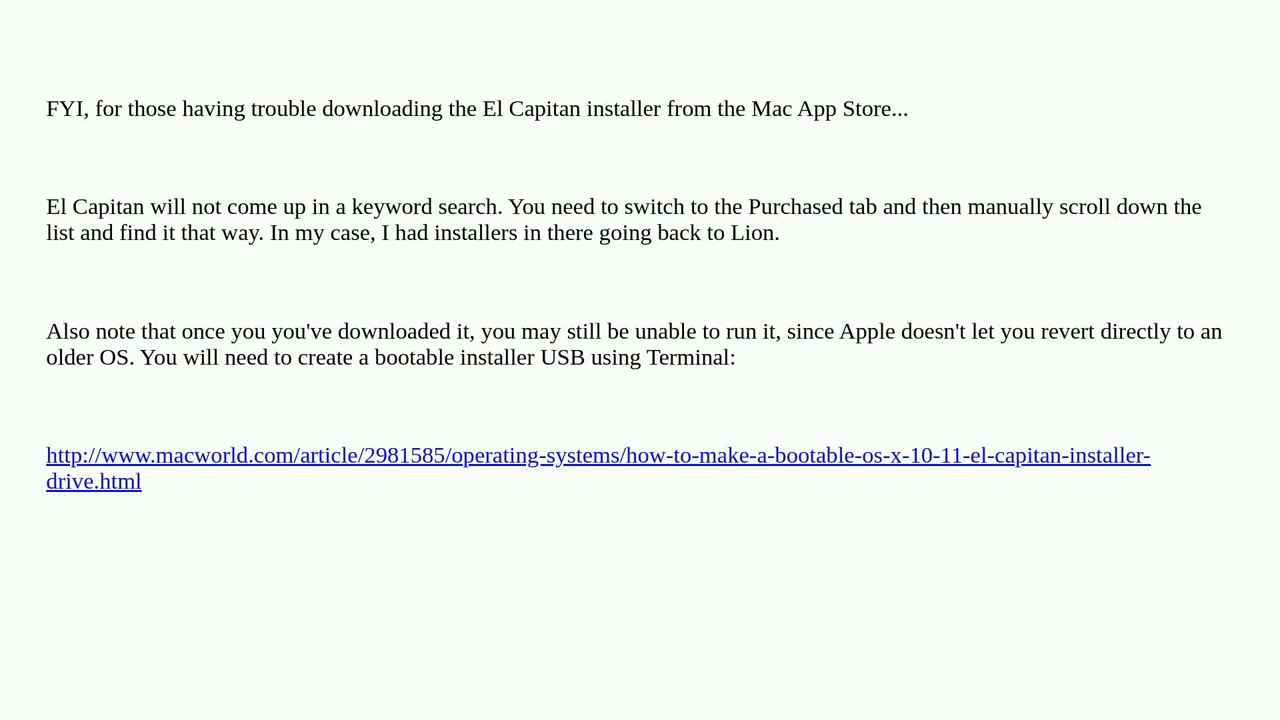 FYI, for those having trouble downloading the El Capitan installer from the Mac App Store...
El Capitan will not come up in a keyword search. You need to switch to the Purchased tab and then manually scroll down the
list and find it that way. In my case, I had installers in there going back to Lion.
Also note that once you you've downloaded it, you may still be unable to run it, since Apple doesn't let you revert directly to an
older OS. You will need to create a bootable installer USB using Terminal:
http://www.macworld.com/article/2981585/operating-systems/how-to-make-a-bootable-os-x-10-11-el-capitan-installer-
drive.html